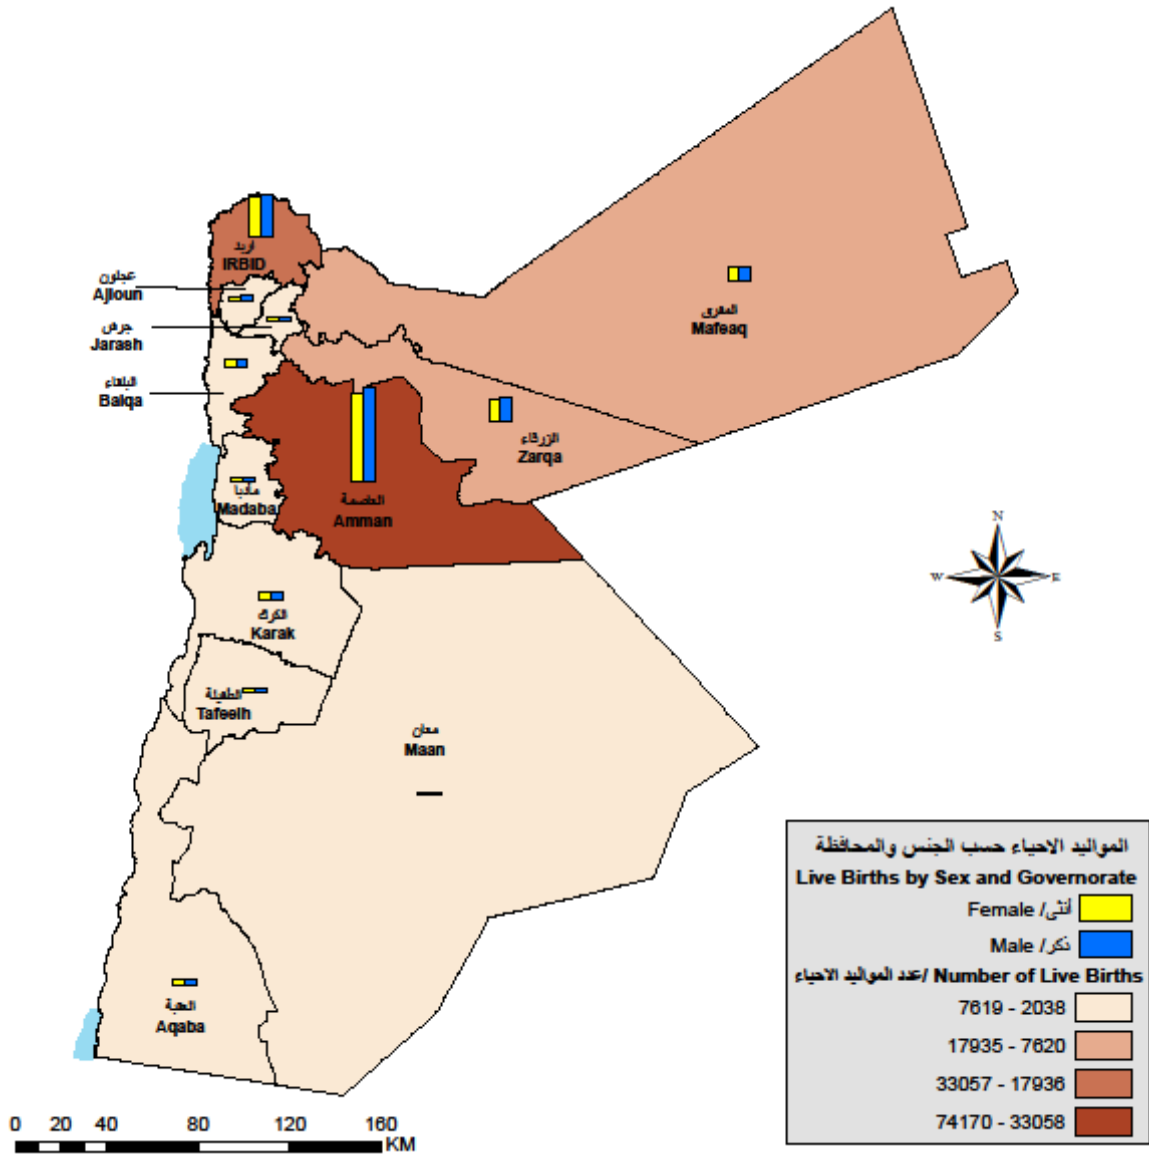 اربد
IRBID
عجلون
Ajloun
جرش
Jarash
البلقاء
Balqa
المفرق
Mafeaq
الزرقاء
Zarqa
مأدبا
Madaba
العاصمة
Amman
الكرك
Karak
الطفيلة
Tafeelh
معان
Maan
العقبة
Aqaba
N
W E
S
المواليد الاحياء حسب الجنس والمحافظة
Live Births by Sex and Governorate
Female /أنثى
Male /ذكر
عدد المواليد الاحياء/ Number of Live Births
7619 - 2038
17935 - 7620
33057 - 17936
74170 - 33058
0 20 40 80 120 160
KM